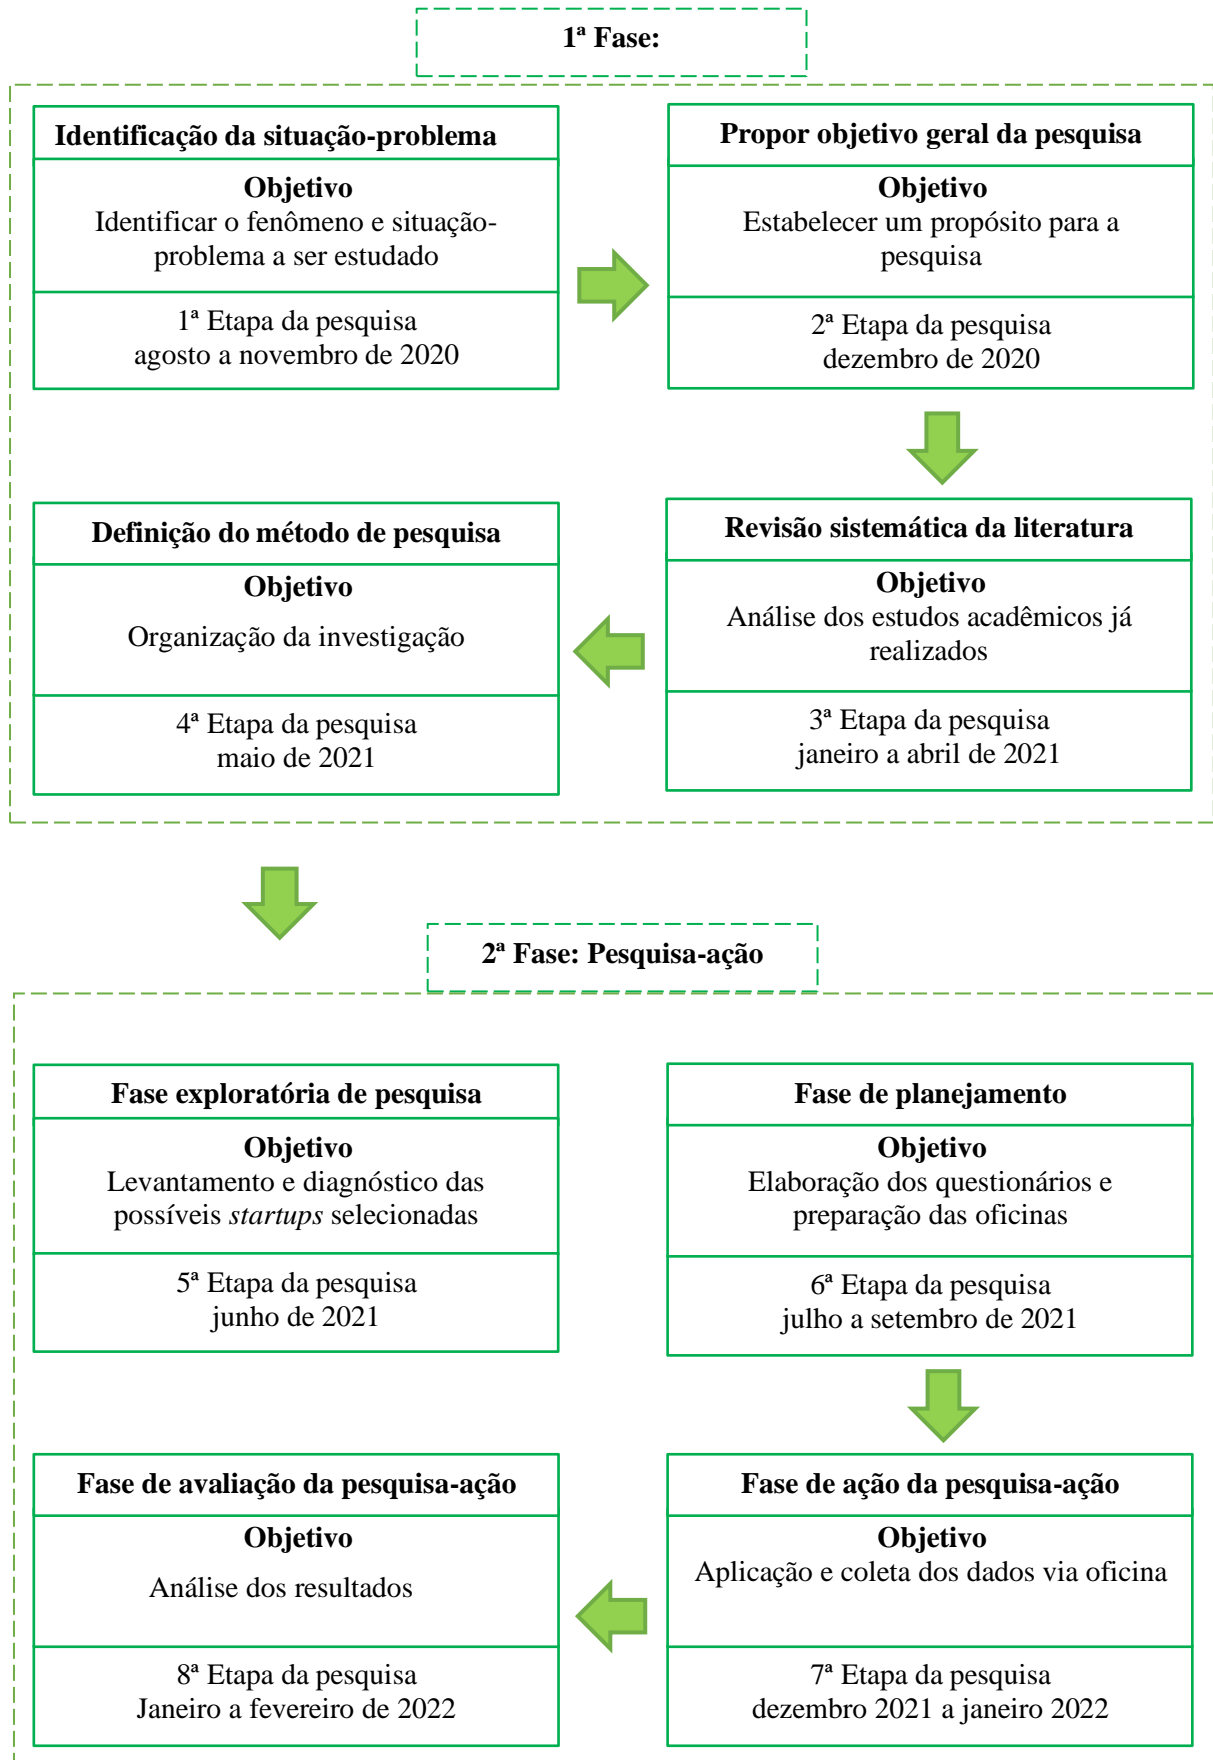 1ª Fase:
Identificação da situação-problema
Objetivo
Identificar o fenômeno e situação-
problema a ser estudado
1ª Etapa da pesquisa
agosto a novembro de 2020
Propor objetivo geral da pesquisa
Objetivo
Estabelecer um propósito para a
pesquisa
2ª Etapa da pesquisa
dezembro de 2020
Revisão sistemática da literatura
Objetivo
Análise dos estudos acadêmicos já
realizados
3ª Etapa da pesquisa
janeiro a abril de 2021
Definição do método de pesquisa
Objetivo
Organização da investigação
4ª Etapa da pesquisa
maio de 2021
2ª Fase: Pesquisa-ação
Fase exploratória de pesquisa
Objetivo
Levantamento e diagnóstico das
possíveis startups selecionadas
5ª Etapa da pesquisa
junho de 2021
Fase de planejamento
Objetivo
Elaboração dos questionários e
preparação das oficinas
6ª Etapa da pesquisa
julho a setembro de 2021
Fase de ação da pesquisa-ação
Objetivo
Aplicação e coleta dos dados via oficina
7ª Etapa da pesquisa
dezembro 2021 a janeiro 2022
Fase de avaliação da pesquisa-ação
Objetivo
Análise dos resultados
8ª Etapa da pesquisa
Janeiro a fevereiro de 2022